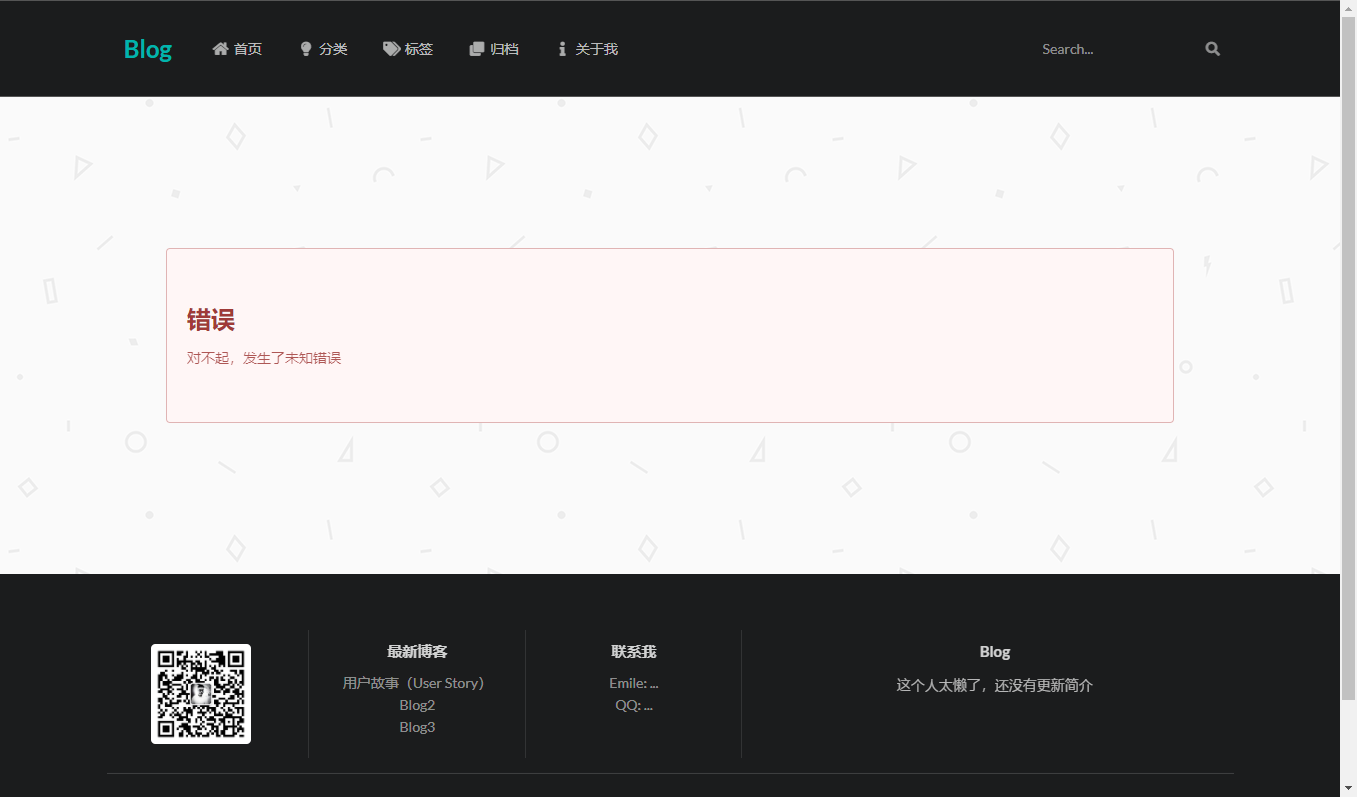 Blog 首页 分类 标签 归档 关于我 Search...
错误
对不起，发生了未知错误
最新博客
用户故事（User Story）
Blog2
Blog3
联系我
Emile: ...
QQ: ...
Blog
这个人太懒了，还没有更新简介